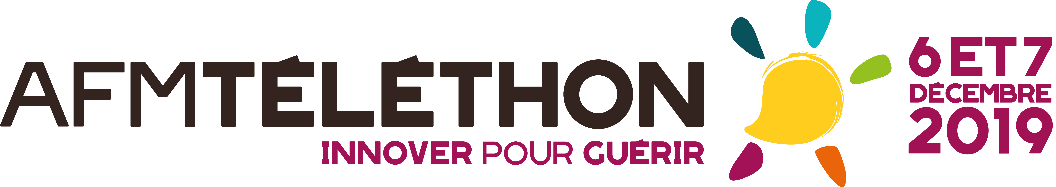 AFMTÉLÉTHON
INNOVER POUR GUÉRIR
6 ET 7
DÉCEMBRE
2019